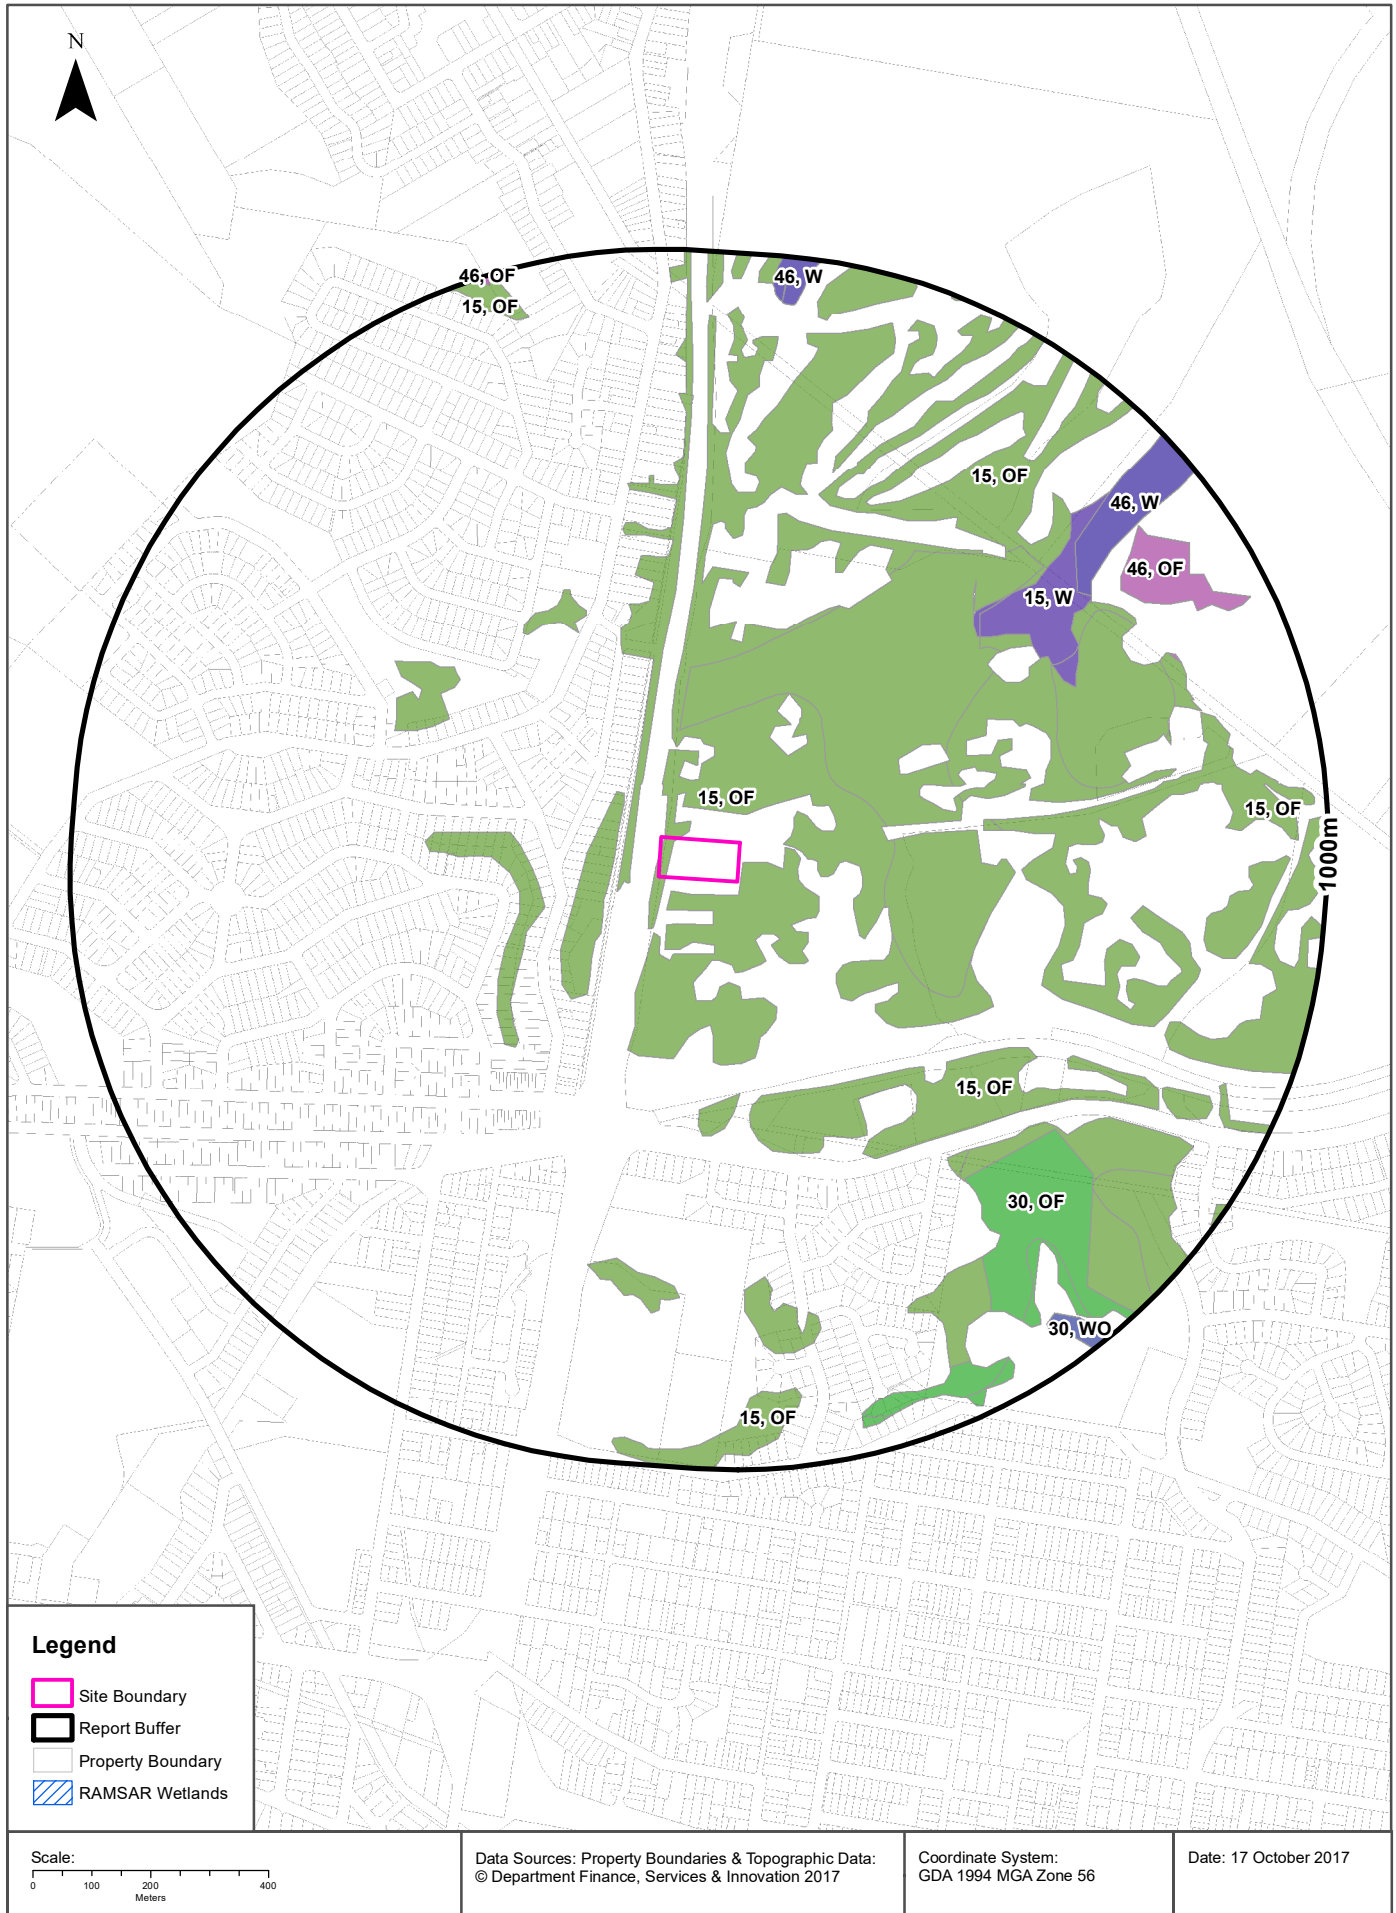 N
46, OF
15, OF
46, W
15, OF
46, W
46, OF
15, W
15, OF
15, OF
1000m
15, OF
30, OF
30, WO
15, OF
Legend
Site Boundary
Report Buffer
Property Boundary
RAMSAR Wetlands
Scale:
0 100 200 400
Meters
Data Sources: Property Boundaries & Topographic Data:
© Department Finance, Services & Innovation 2017
Coordinate System:
GDA 1994 MGA Zone 56
Date: 17 October 2017